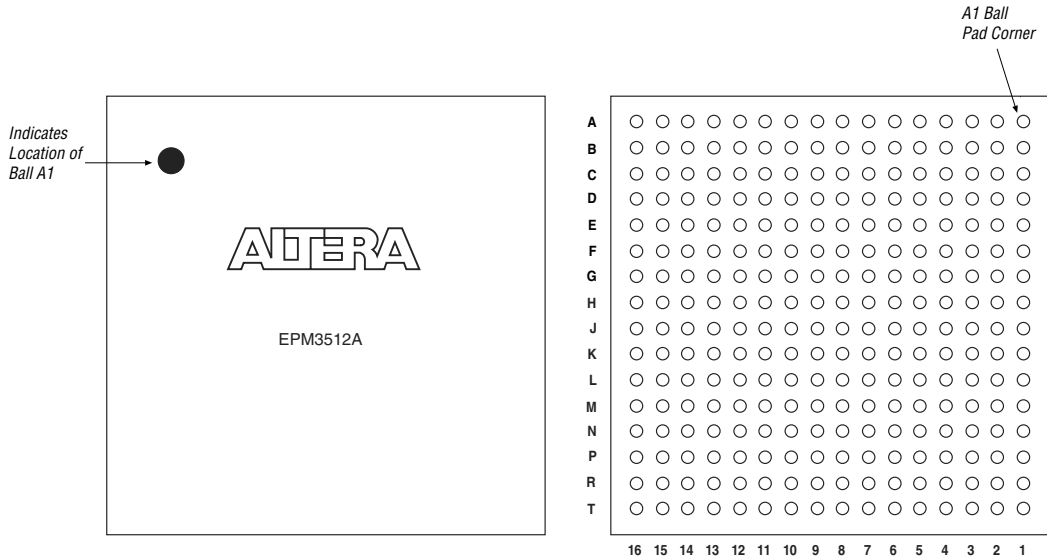 A1 Ball
Pad Corner
Indicates
Location of
Ball A1
ALTERA
EPM3512A
A
B
C
D
E
F
G
H
J
K
L
M
N
P
R
T
16 15 14 13 12 11 10 9 8 7 6 5 4 3 2 1